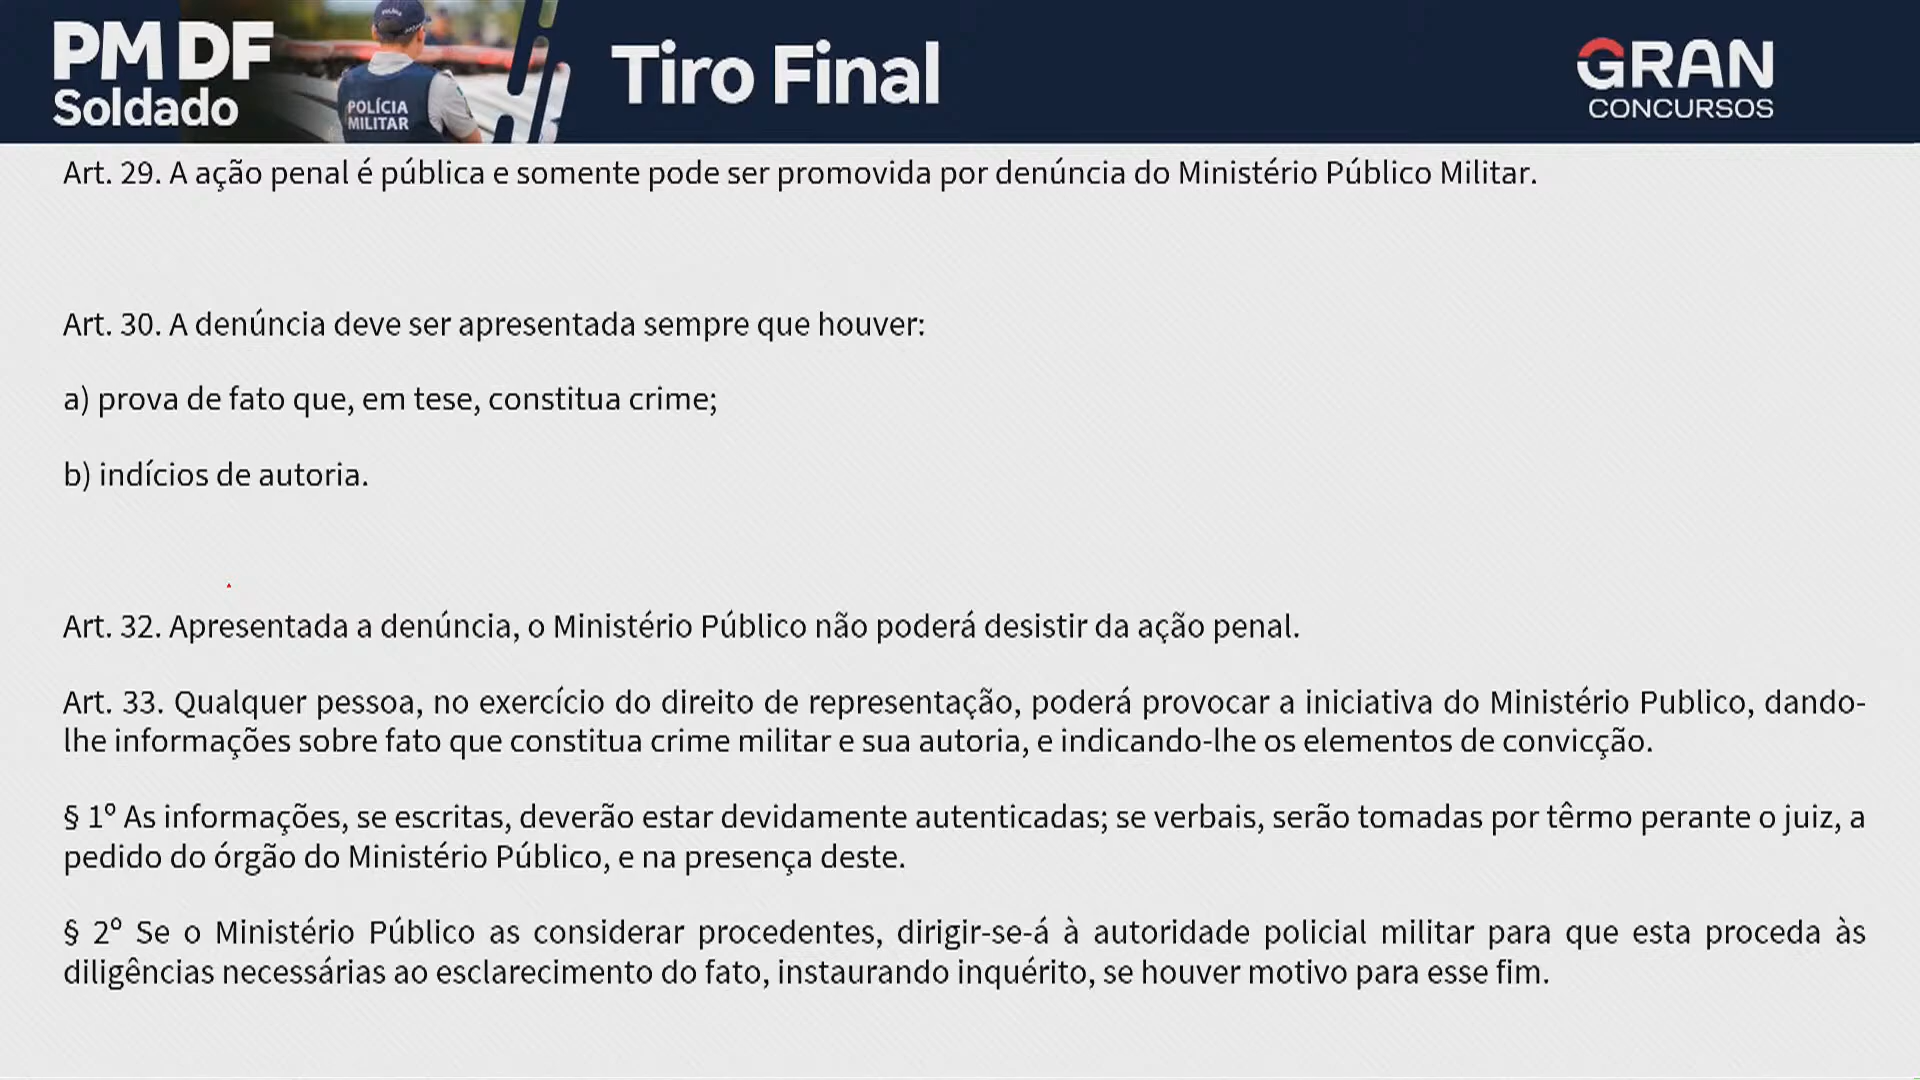 PM DF
Soldado
POLÍCIA
MILITAR
Tiro Final
GRAN
CONCURSOS
Art. 29. A ação penal é pública e somente pode ser promovida por denúncia do Ministério Público Militar.
Art. 30. A denúncia deve ser apresentada sempre que houver:
a) prova de fato que, em tese, constitua crime;
b) indícios de autoria.
Art. 32. Apresentada a denúncia, o Ministério Público não poderá desistir da ação penal.
Art. 33. Qualquer pessoa, no exercício do direito de representação, poderá provocar a iniciativa do Ministério Publico, dando-
lhe informações sobre fato que constitua crime militar e sua autoria, e indicando-lhe os elementos de convicção.
§ 1º As informações, se escritas, deverão estar devidamente autenticadas; se verbais, serão tomadas por têrmo perante o juiz, a
pedido do órgão do Ministério Público, e na presença deste.
§ 2º Se o Ministério Público as considerar procedentes, dirigir-se-á à autoridade policial militar para que esta proceda às
diligências necessárias ao esclarecimento do fato, instaurando inquérito, se houver motivo para esse fim.